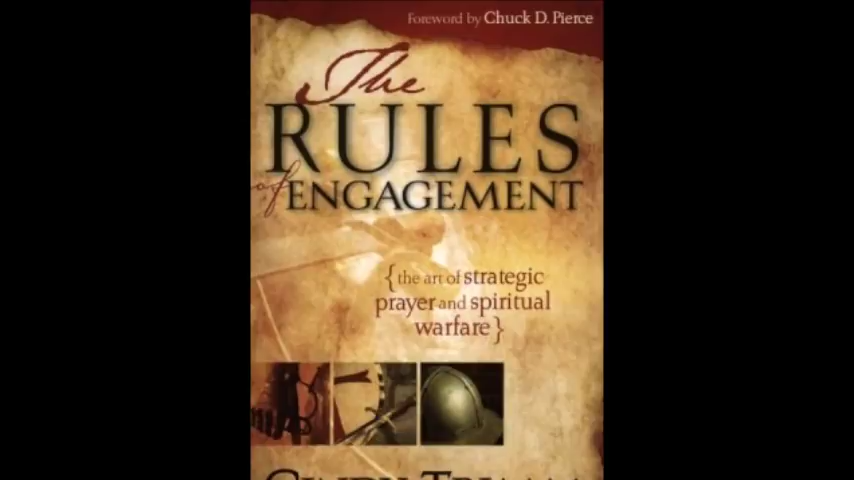 Foreword by Chuck D. Pierce
The
RULES
of ENGAGEMENT
{the art of strategic
prayer and spiritual
warfare}